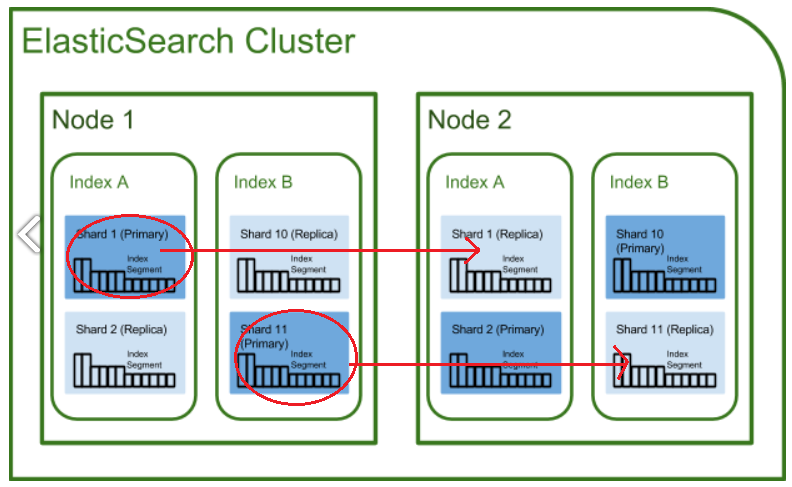 ElasticSearch Cluster
Node 1
Index A
Shard 1 (Primary)
Index
Segment
Shard 2 (Replica)
Index
Segment
Index B
Shard 10 (Replica)
Index
Segment
Shard 11
(Primary)
Index
Segment
Node 2
Index A
Shard 1 (Replica)
Index
Segment
Shard 2 (Primary)
Index
Segment
Index B
Shard 10
(Primary)
Index
Segment
Shard 11 (Replica)
Index
Segment